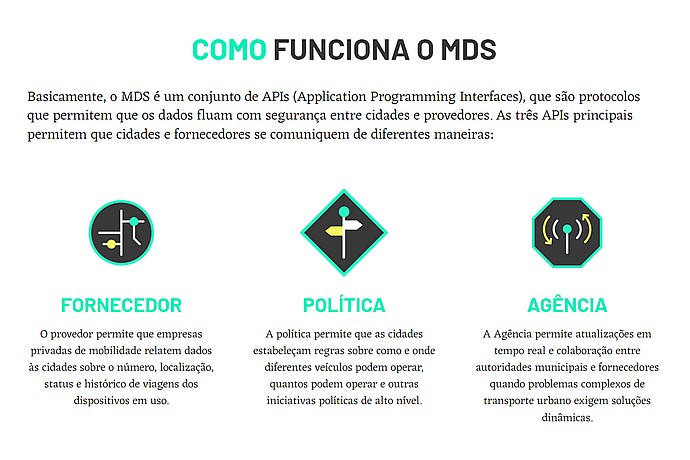 COMO FUNCIONA O MDS
Basicamente, o MDS é um conjunto de APIs (Application Programming Interfaces), que são protocolos
que permitem que os dados fluam com segurança entre cidades e provedores. As três APIs principais
permitem que cidades e fornecedores se comuniquem de diferentes maneiras:
FORNECEDOR
O provedor permite que empresas
privadas de mobilidade relatem dados
às cidades sobre o número, localização,
status e histórico de viagens dos
dispositivos em uso.
POLÍTICA
A política permite que as cidades
estabeleçam regras sobre como e onde
diferentes veículos podem operar,
quantos podem operar e outras
iniciativas políticas de alto nível.
AGÊNCIA
A Agência permite atualizações em
tempo real e colaboração entre
autoridades municipais e fornecedores
quando problemas complexos de
transporte urbano exigem soluções
dinâmicas.